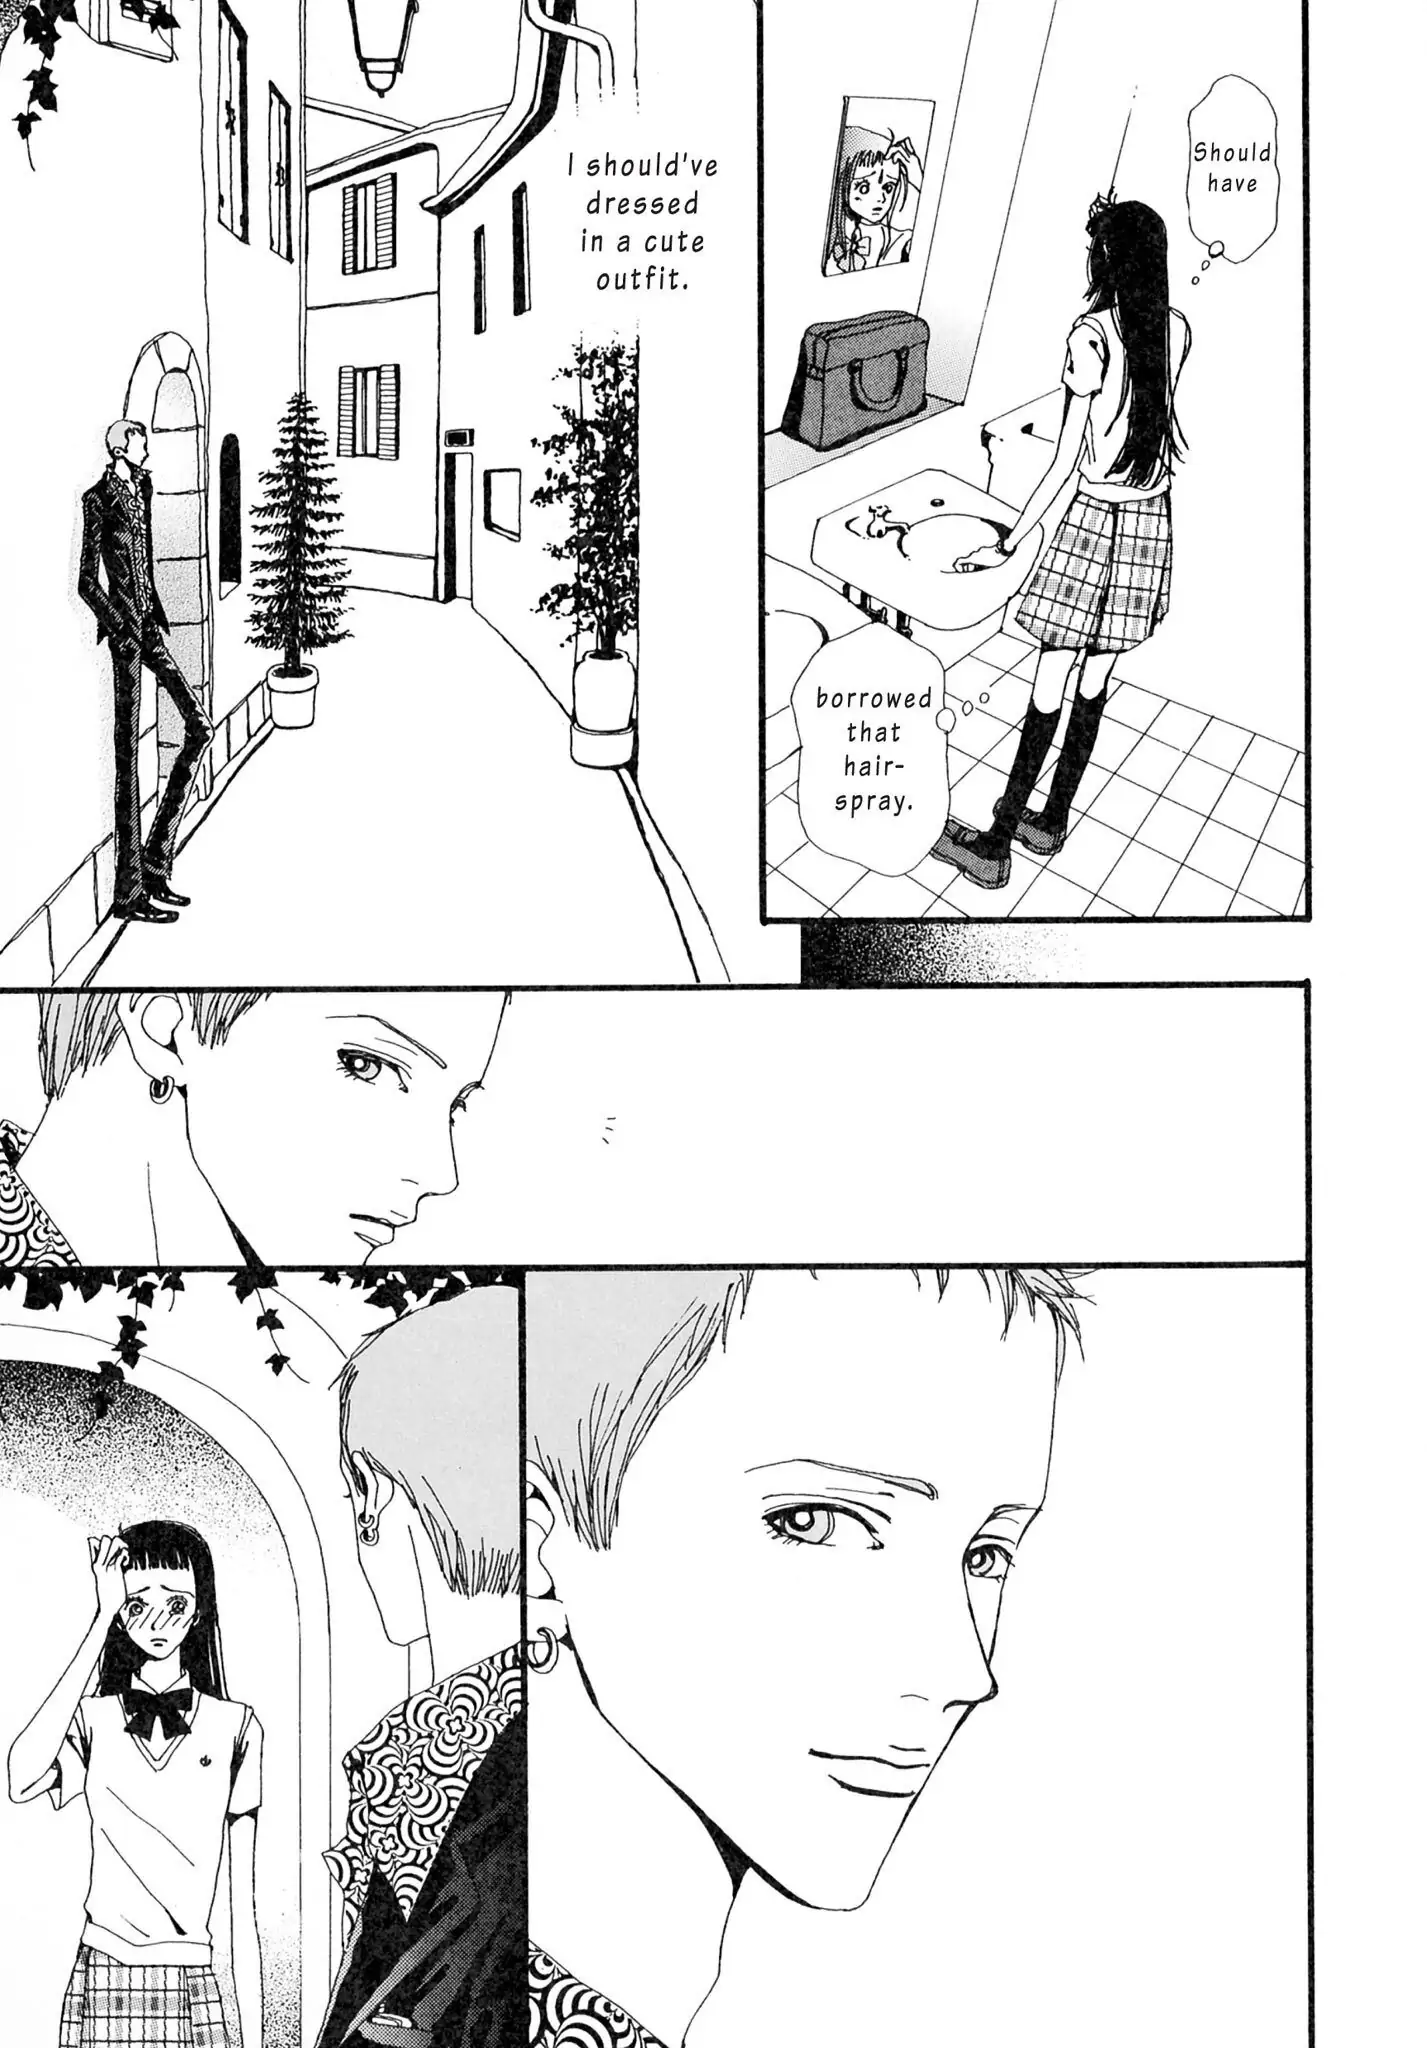 Should
have
borrowed
that
hair-
spray.
I should've
dressed
in a cute
outfit.